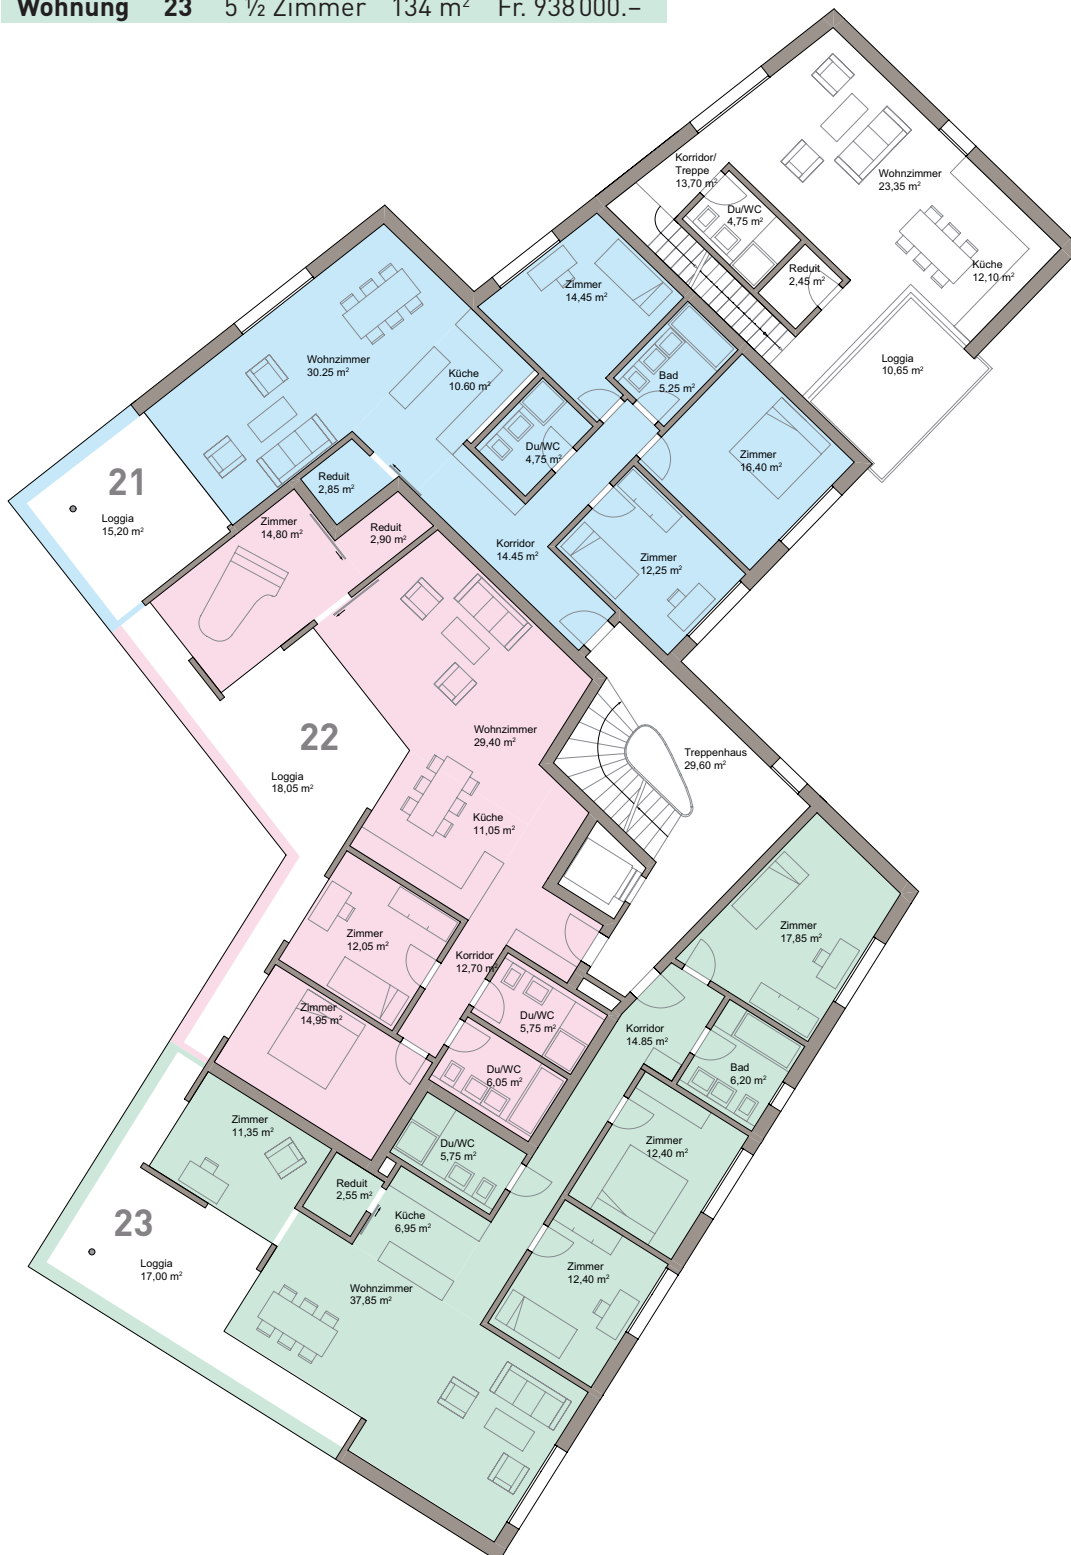 Wohnung 23 5 ½ Zimmer 134 m² Fr. 938 000.–
Korridor/
Treppe
13,70 m²
Wohnzimmer
23,35 m²
Du/WC
4,75 m²
Reduit
2,45 m²
Küche
12,10 m²
Loggia
10,65 m²
Zimmer
14,45 m²
Wohnzimmer
30.25 m²
Küche
10.60 m²
Bad
5.25 m²
Du/WC
4,75 m²
Zimmer
16,40 m²
Reduit
2,85 m²
21
Loggia
15,20 m²
Zimmer
14,80 m²
Reduit
2,90 m²
Korridor
14.45 m²
Zimmer
12,25 m²
22
Wohnzimmer
29,40 m²
Loggia
18,05 m²
Treppenhaus
29,60 m²
Küche
11,05 m²
Zimmer
12,05 m²
Korridor
12,70 m²
Zimmer
17,85 m²
Zimmer
14,95 m²
Du/WC
5,75 m²
Korridor
14.85 m²
Du/WC
6,05 m²
Bad
6,20 m²
Zimmer
11,35 m²
Du/WC
5,75 m²
Zimmer
12,40 m²
Reduit
2,55 m²
Küche
6,95 m²
23
Loggia
17,00 m²
Wohnzimmer
37,85 m²
Zimmer
12,40 m²